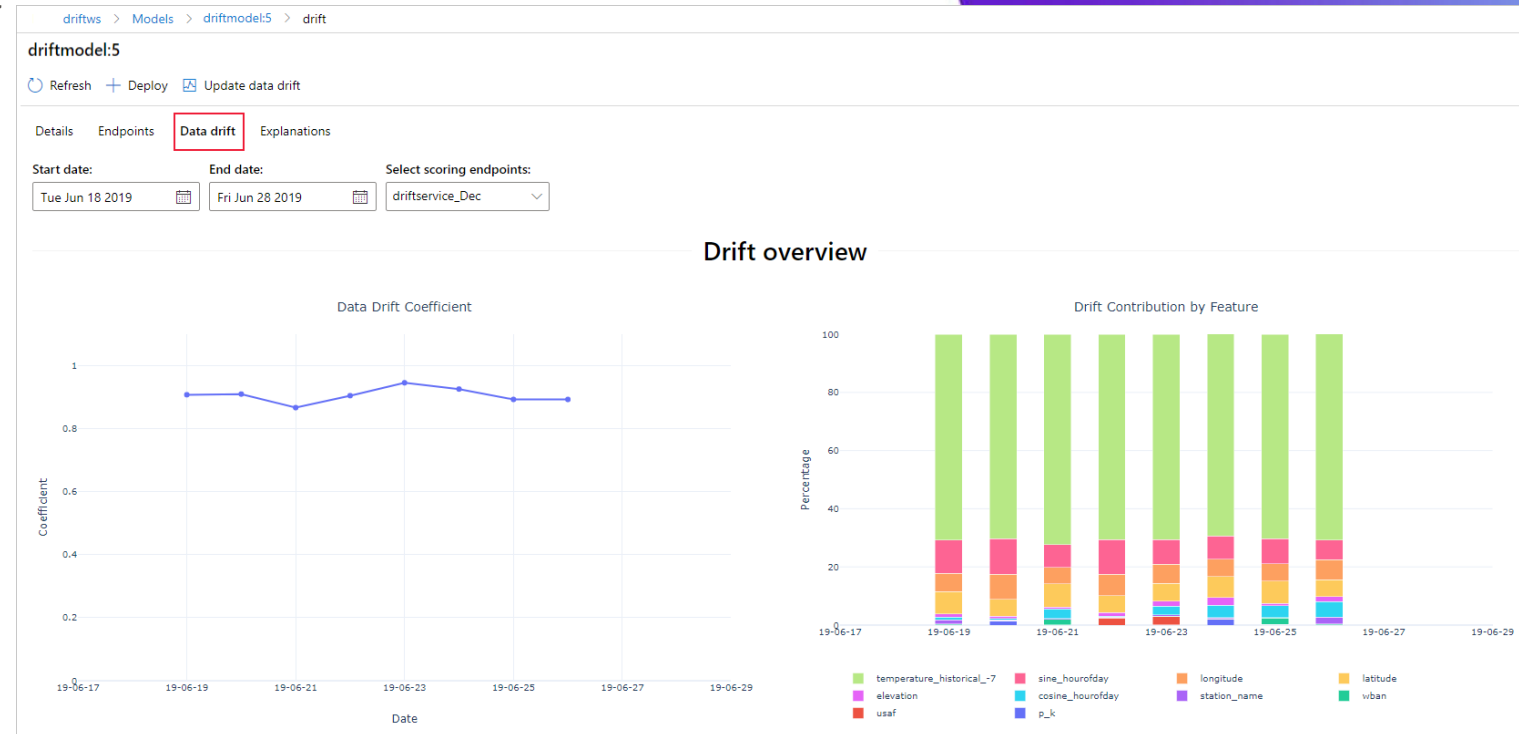 driftws > Models > driftmodel:5 > drift
driftmodel:5
Refresh + Deploy Update data drift
Details Endpoints Data drift Explanations
Start date: End date: Select scoring endpoints:
Tue Jun 18 2019 Fri Jun 28 2019 driftservice_Dec
Drift overview
Data Drift Coefficient
1
0.8
0.6
0.4
0.2
0
Coefficient
19-06-17 19-06-19 19-06-21 19-06-23 19-06-25 19-06-27 19-06-29
Date
Drift Contribution by Feature
100
80
60
40
20
0
Percentage
19-06-17 19-06-19 19-06-21 19-06-23 19-06-25 19-06-27 19-06-29
temperature_historical_-7 sine_hourofday longitude latitude
elevation cosine_hourofday station_name wban
usaf p_k